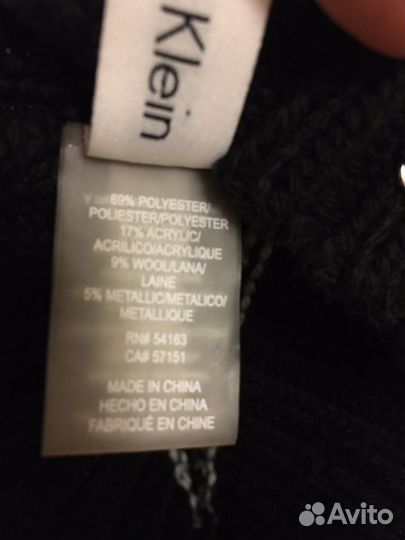 Klein
69% POLYESTER/
POLIESTER/POLYESTER
17% ACRYLIC/
ACRILICO/ACRYLIQUE
9% WOOL/LANA/
LAINE
5% METALLIC/METALICO/
METALLIQUE
RN# 54163
CA# 57151
MADE IN CHINA
HECHO EN CHINA
FABRIQUÉ EN CHINE
Avito